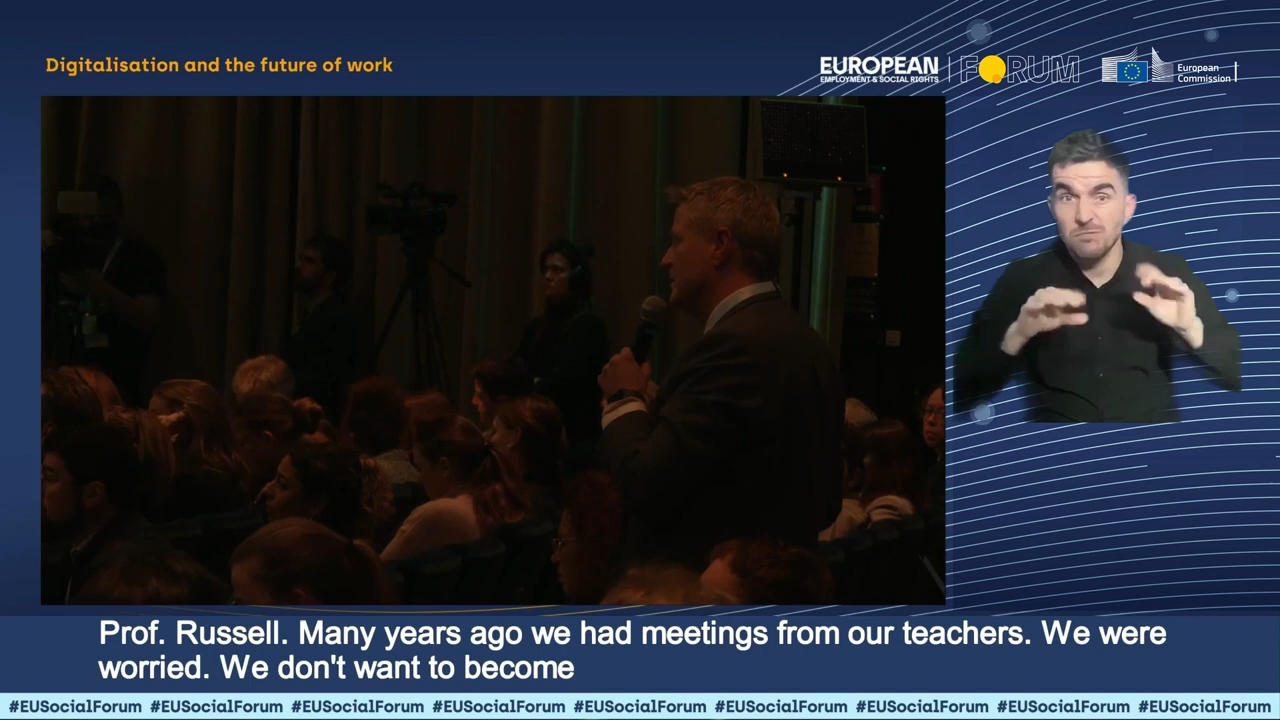 Digitalisation and the future of work
EUROPEAN
EMPLOYMENT & SOCIAL RIGHTS
FORUM
European
Commission
Prof. Russell. Many years ago we had meetings from our teachers. We were
worried. We don't want to become
#EUSocialForum #EUSocialForum #EUSocialForum #EUSocialForum #EUSocialForum #EUSocialForum #EUSocialForum #EUSocialForum #EUSocialForum